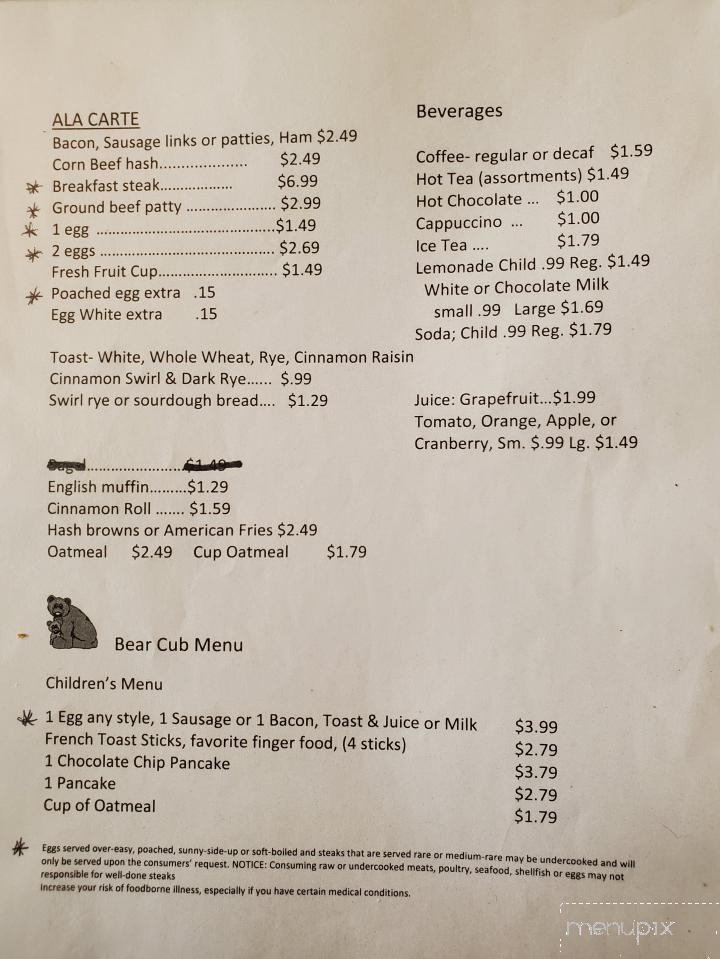 ALA CARTE
Bacon, Sausage links or patties, Ham $2.49
Corn Beef hash.................... $2.49
* Breakfast steak.................. $6.99
* Ground beef patty ...................... $2.99
* 1 egg ............................................$1.49
* 2 eggs ........................................... $2.69
Fresh Fruit Cup............................. $1.49
* Poached egg extra .15
Egg White extra .15
Toast- White, Whole Wheat, Rye, Cinnamon Raisin
Cinnamon Swirl & Dark Rye...... $.99
Swirl rye or sourdough bread.... $1.29
Bagel........................$1.49
English muffin.........$1.29
Cinnamon Roll ....... $1.59
Hash browns or American Fries $2.49
Oatmeal $2.49 Cup Oatmeal $1.79
Beverages
Coffee- regular or decaf $1.59
Hot Tea (assortments) $1.49
Hot Chocolate ... $1.00
Cappuccino ... $1.00
Ice Tea .... $1.79
Lemonade Child .99 Reg. $1.49
White or Chocolate Milk
small .99 Large $1.69
Soda; Child .99 Reg. $1.79
Juice: Grapefruit...$1.99
Tomato, Orange, Apple, or
Cranberry, Sm. $.99 Lg. $1.49
Bear Cub Menu
Children's Menu
* 1 Egg any style, 1 Sausage or 1 Bacon, Toast & Juice or Milk $3.99
French Toast Sticks, favorite finger food, (4 sticks) $2.79
1 Chocolate Chip Pancake $3.79
1 Pancake $2.79
Cup of Oatmeal $1.79
* Eggs served over-easy, poached, sunny-side-up or soft-boiled and steaks that are served rare or medium-rare may be undercooked and will
only be served upon the consumers' request. NOTICE: Consuming raw or undercooked meats, poultry, seafood, shellfish or eggs may not
responsible for well-done steaks
Increase your risk of foodborne illness, especially if you have certain medical conditions.
menupix